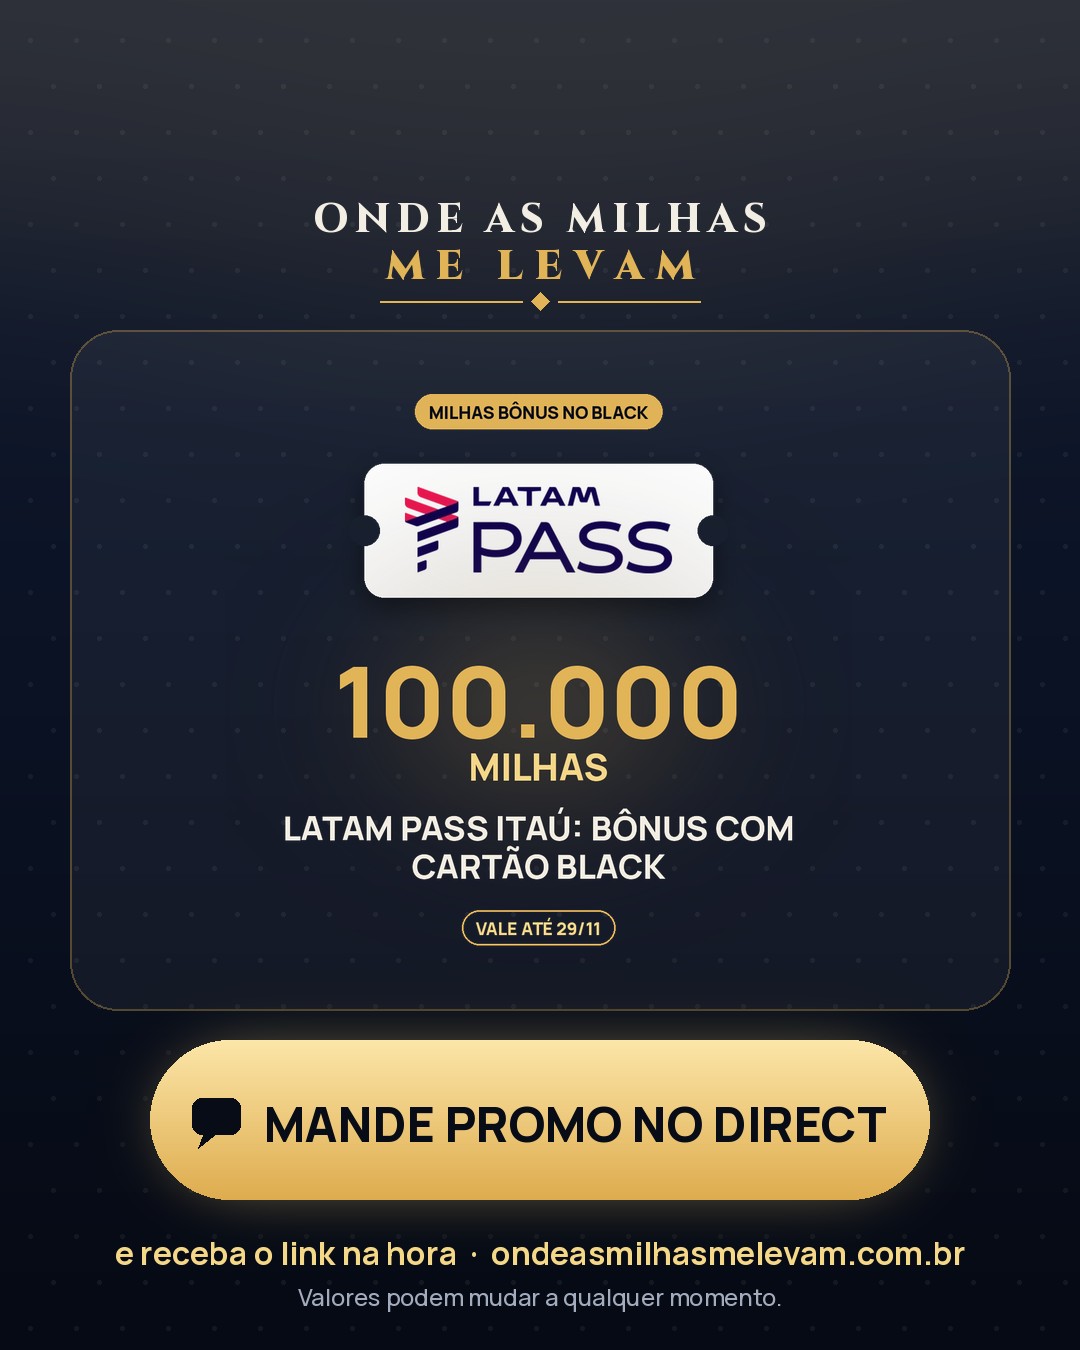 ONDE AS MILHAS
ME LEVAM
MILHAS BÔNUS NO BLACK
LATAM
PASS
100.000
MILHAS
LATAM PASS ITAÚ: BÔNUS COM
CARTÃO BLACK
VALE ATÉ 29/11
MANDE PROMO NO DIRECT
e receba o link na hora · ondeasmilhasmelevam.com.br
Valores podem mudar a qualquer momento.